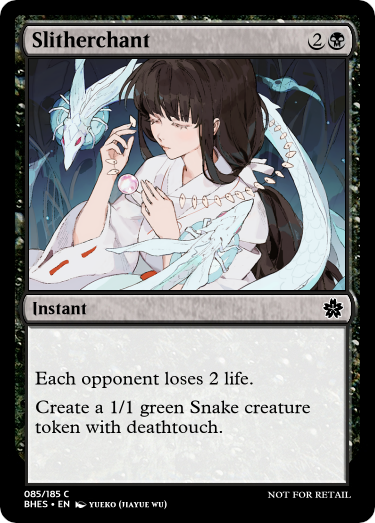 Slitherchant 2
Instant
Each opponent loses 2 life.
Create a 1/1 green Snake creature
token with deathtouch.
085/185 C
BHES • EN YUEKO (JIAYUE WU)
NOT FOR RETAIL